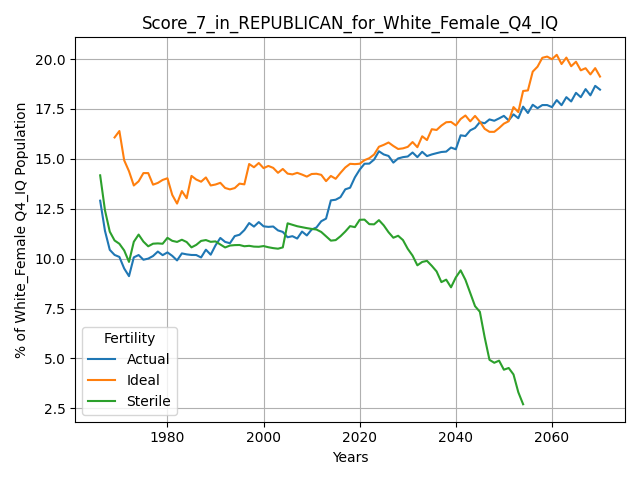 Score_7_in_REPUBLICAN_for_White_Female_Q4_IQ
% of White_Female Q4_IQ Population
20.0
17.5
15.0
12.5
10.0
7.5
5.0
2.5
Fertility
Actual
Ideal
Sterile
1980
2000
2020
2040
2060
Years